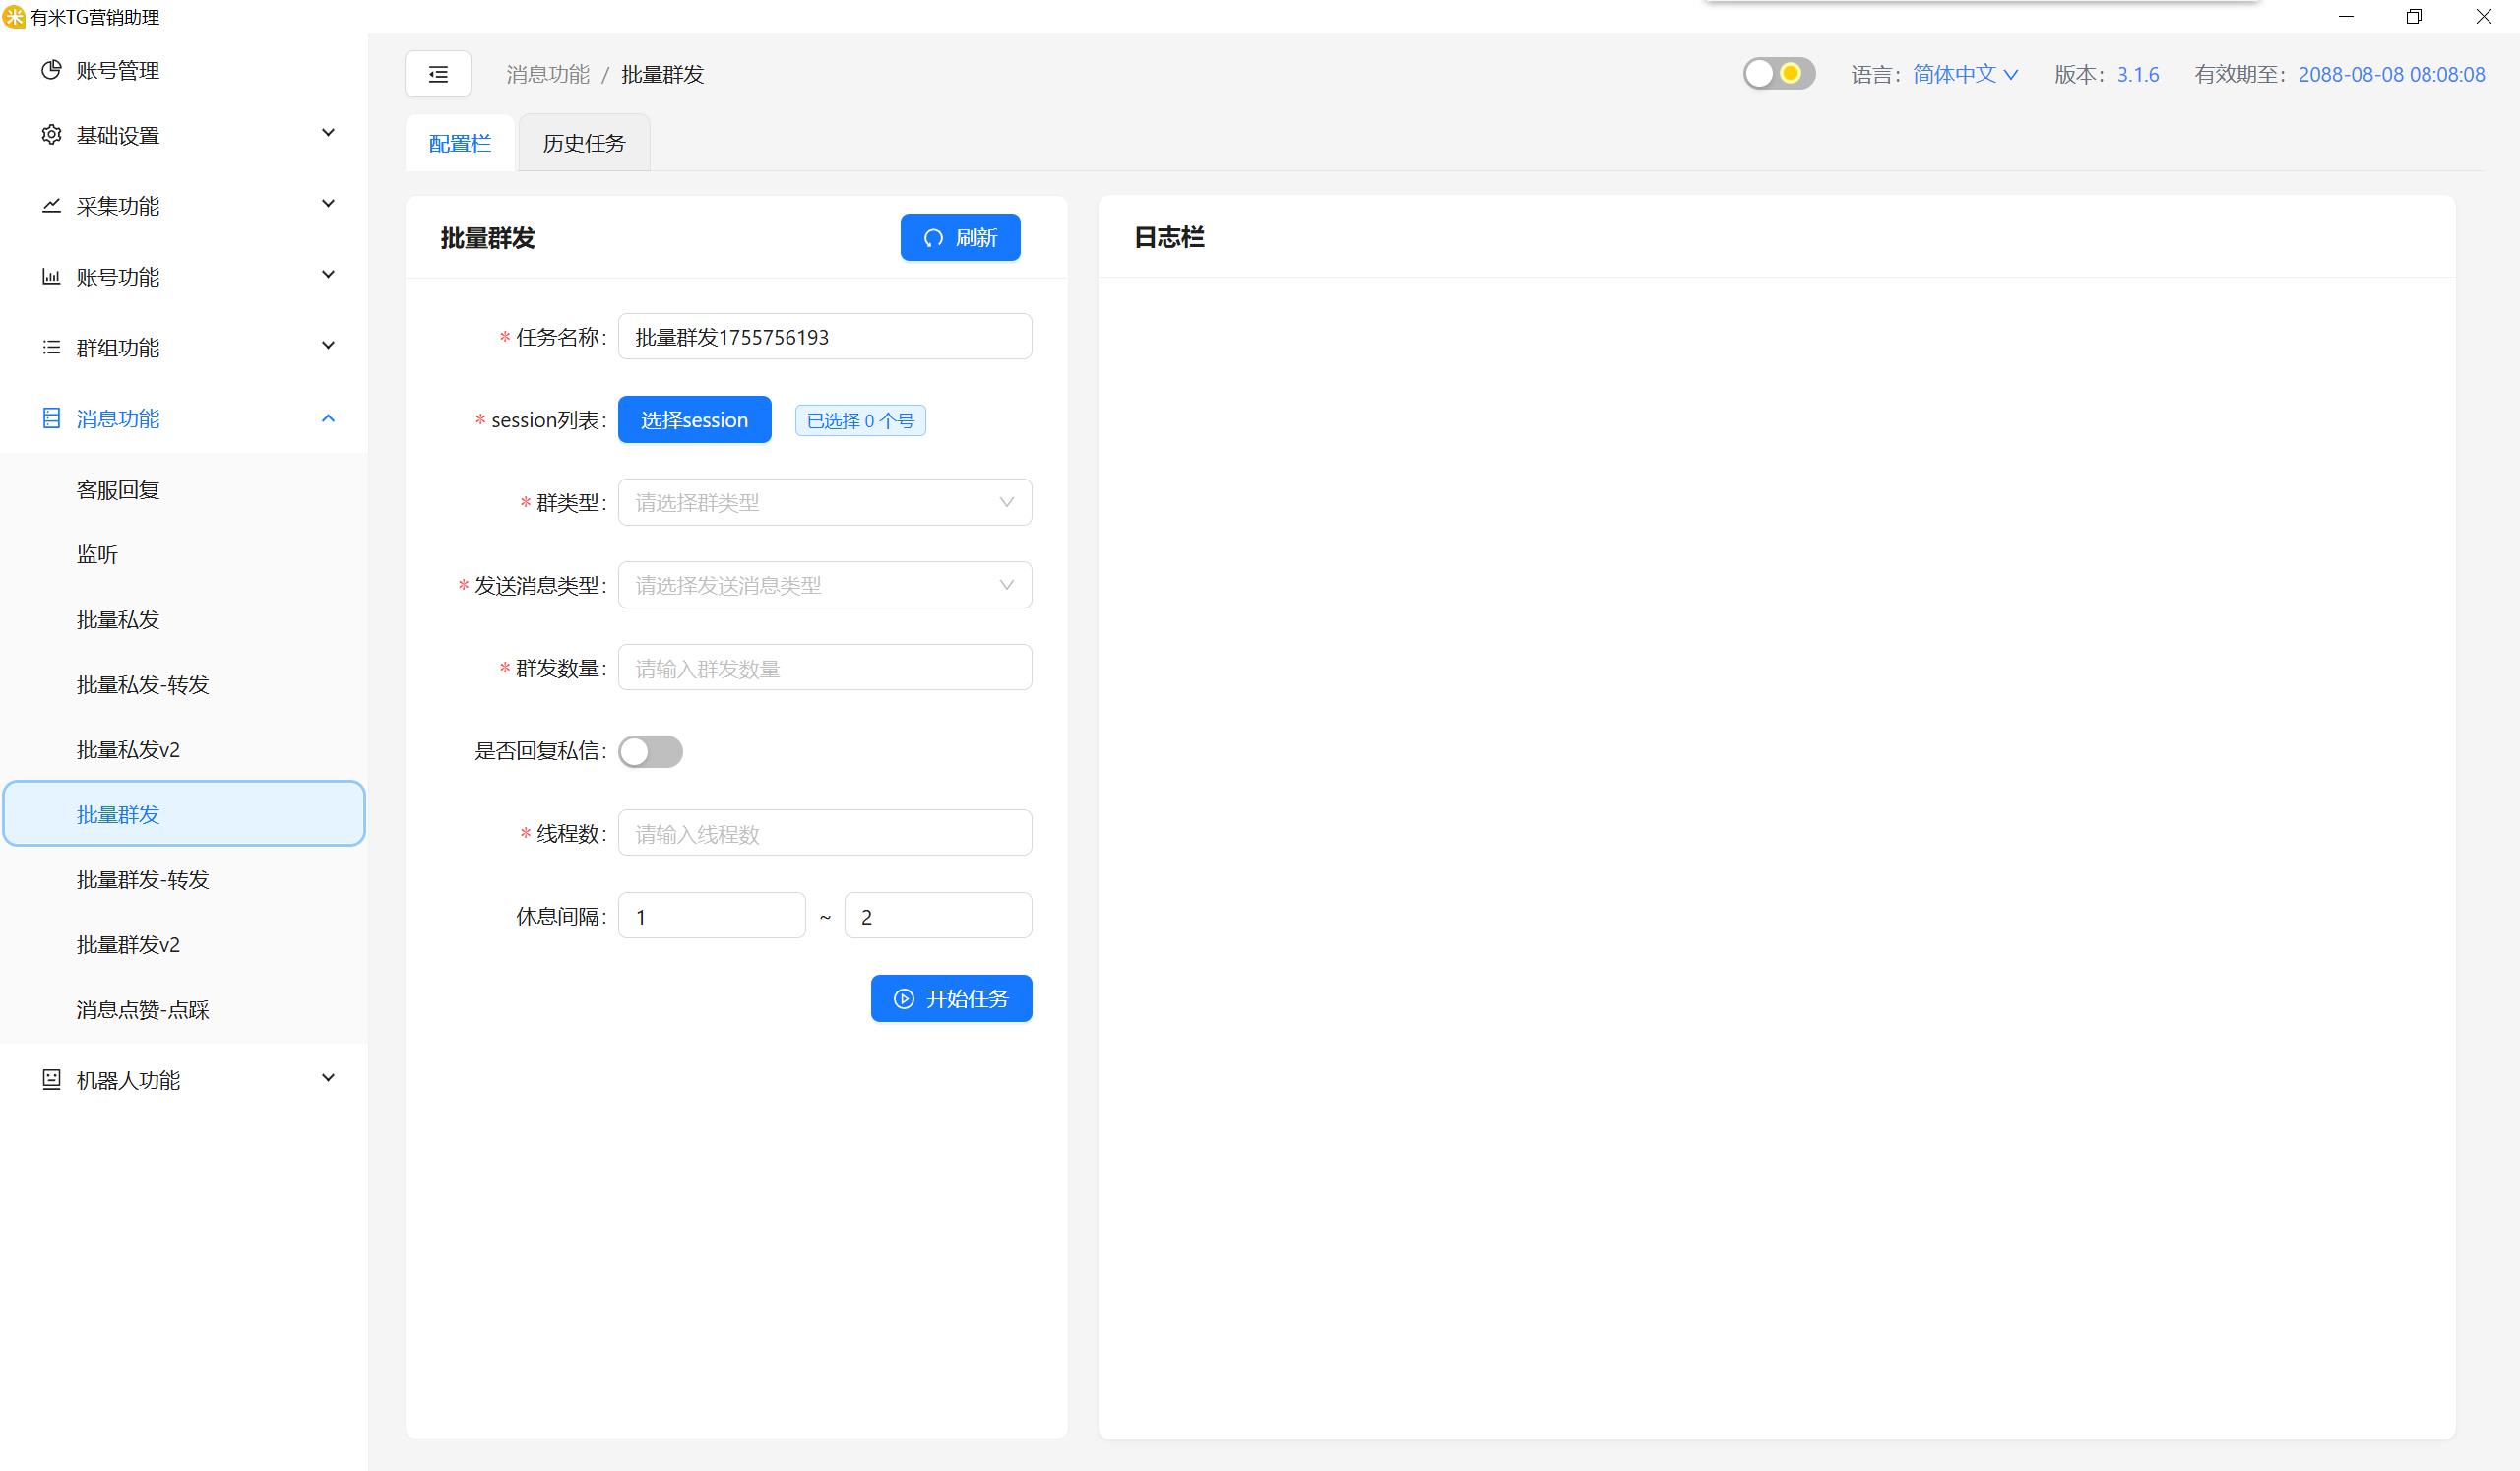 有米TG营销助理
账号管理
基础设置
采集功能
账号功能
群组功能
消息功能
客服回复
监听
批量私发
批量私发-转发
批量私发v2
批量群发
批量群发-转发
批量群发v2
消息点赞-点踩
机器人功能
消息功能 / 批量群发
语言：简体中文 版本：3.1.6 有效期至：2088-08-08 08:08:08
配置栏 历史任务
批量群发 刷新
* 任务名称: 批量群发1755756193
* session列表: 选择session 已选择 0 个号
* 群类型: 请选择群类型
* 发送消息类型: 请选择发送消息类型
* 群发数量: 请输入群发数量
是否回复私信:
* 线程数: 请输入线程数
休息间隔: 1 ~ 2
开始任务
日志栏